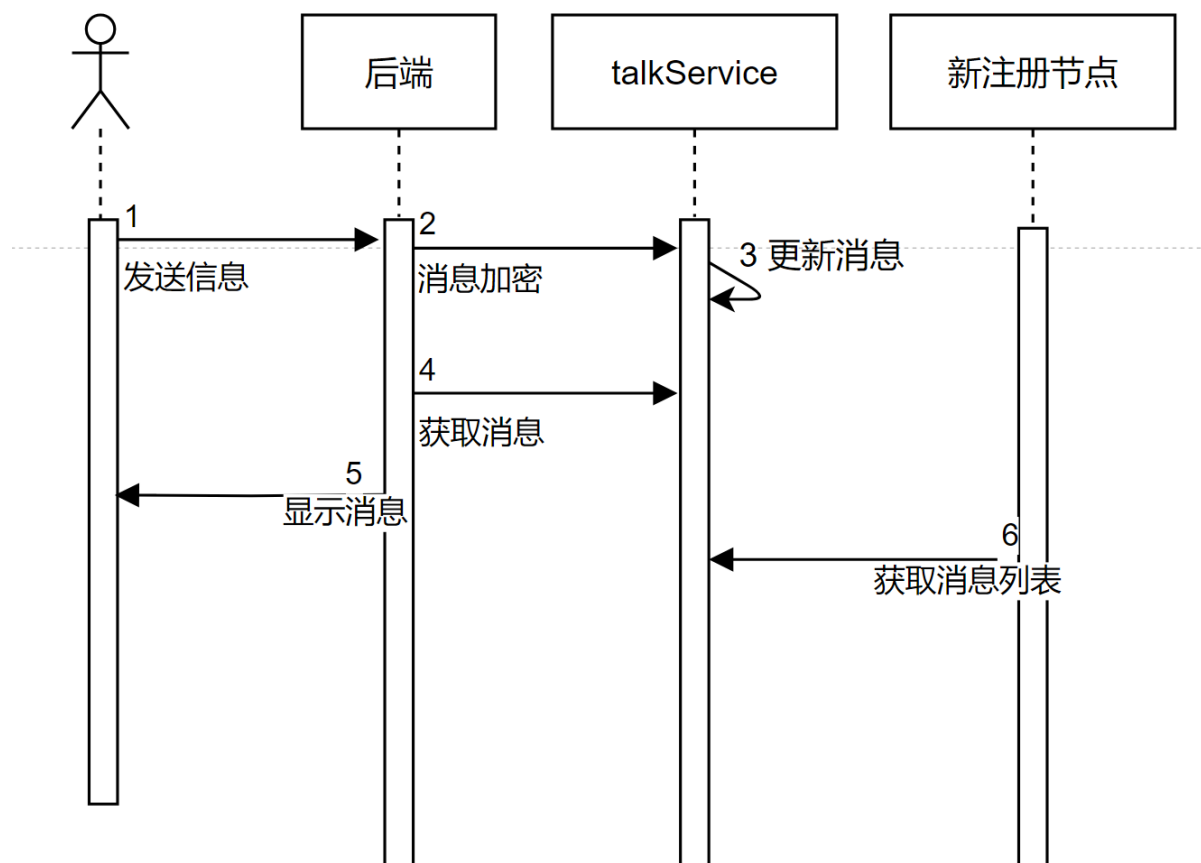 后端
talkService
新注册节点
1
发送信息
2
消息加密
3 更新消息
4
获取消息
5
显示消息
6
获取消息列表